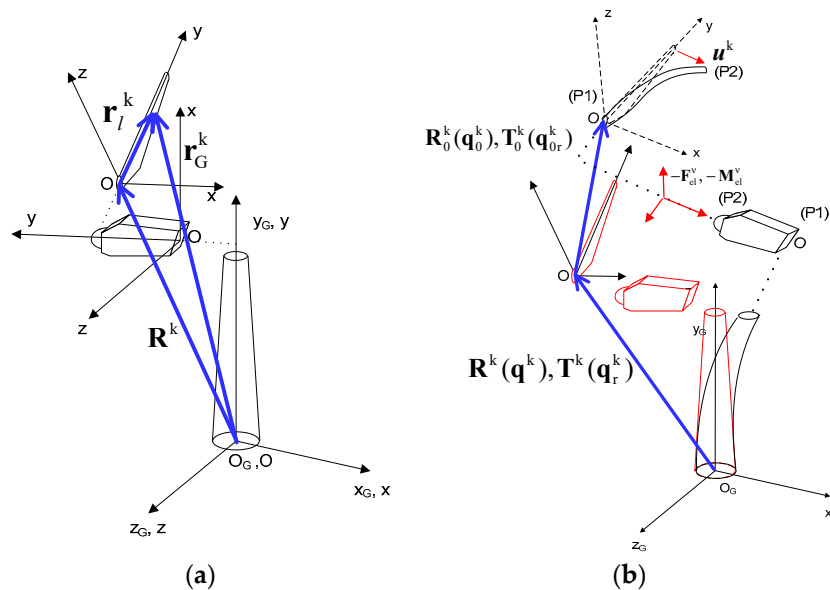 y
z
r_l^k
x
r_G^k
O
x
y
O
y_G, y
z
R^k
O_G, O
x_G, x
z_G, z
(a)
z
y
u^k
(P1)
(P2)
O
R_0^k(q_0^k), T_0^k(q_0r^k)
x
-F_el^v, -M_el^v
(P2)
(P1)
O
O
y_G
R^k(q^k), T^k(q_r^k)
O_G
x
z_G
(b)